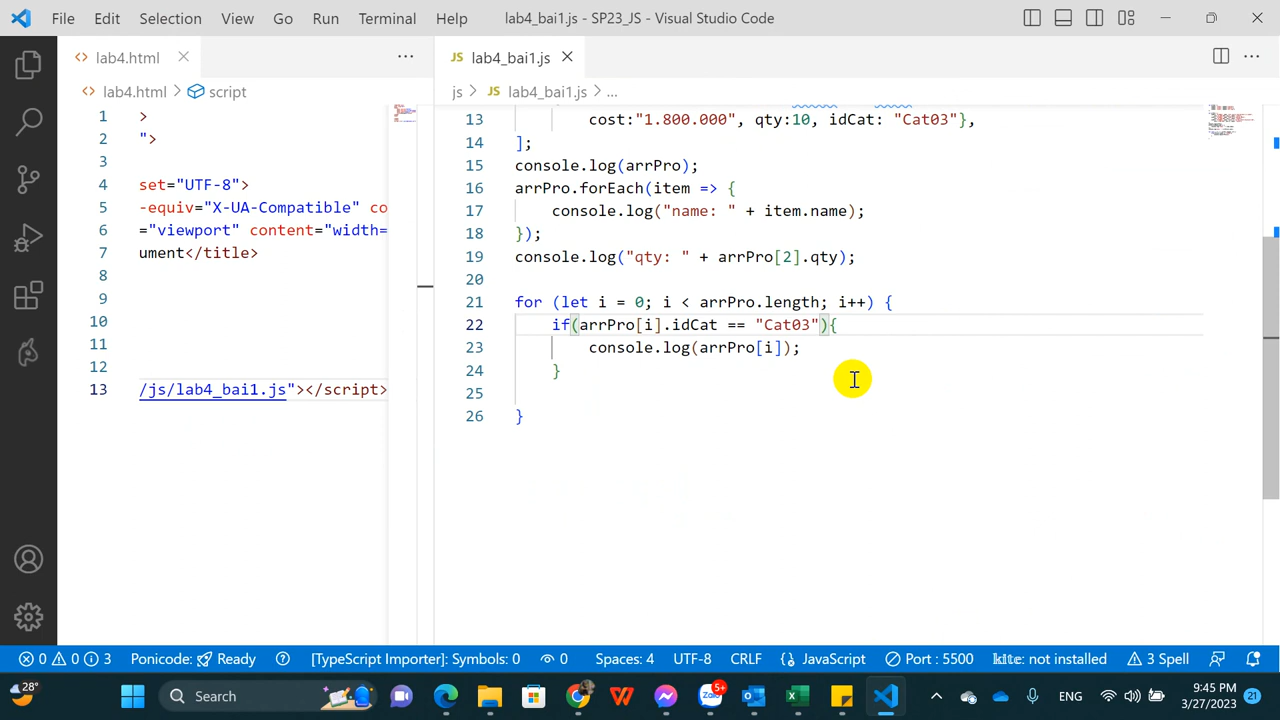 File Edit Selection View Go Run Terminal Help
lab4_bai1.js - SP23_JS - Visual Studio Code
lab4.html
lab4.html > script
1 >
2 ">
3
4 set="UTF-8">
5 -equiv="X-UA-Compatible" co
6 ="viewport" content="width=
7 ument</title>
8
9
10
11
12
13 /js/lab4_bai1.js"></script>
JS lab4_bai1.js
js > JS lab4_bai1.js > ...
13 cost:"1.800.000", qty:10, idCat: "Cat03"},
14 ];
15 console.log(arrPro);
16 arrPro.forEach(item => {
17 console.log("name: " + item.name);
18 });
19 console.log("qty: " + arrPro[2].qty);
20
21 for (let i = 0; i < arrPro.length; i++) {
22 if(arrPro[i].idCat == "Cat03"){
23 console.log(arrPro[i]);
24 }
25
26 }
0 0 3 Ponicode: Ready [TypeScript Importer]: Symbols: 0 0 Spaces: 4 UTF-8 CRLF {} JavaScript Port : 5500 kite: not installed 3 Spell
28° Search 5+ Zalo ENG 9:45 PM 21
3/27/2023